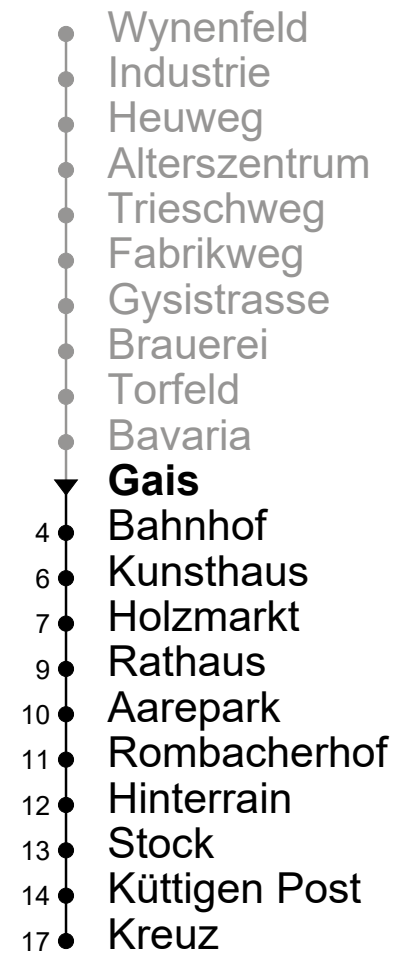 Wynenfeld
Industrie
Heuweg
Alterszentrum
Trieschweg
Fabrikweg
Gysistrasse
Brauerei
Torfeld
Bavaria
Gais
4 Bahnhof
6 Kunsthaus
7 Holzmarkt
9 Rathaus
10 Aarepark
11 Rombacherhof
12 Hinterrain
13 Stock
14 Küttigen Post
17 Kreuz